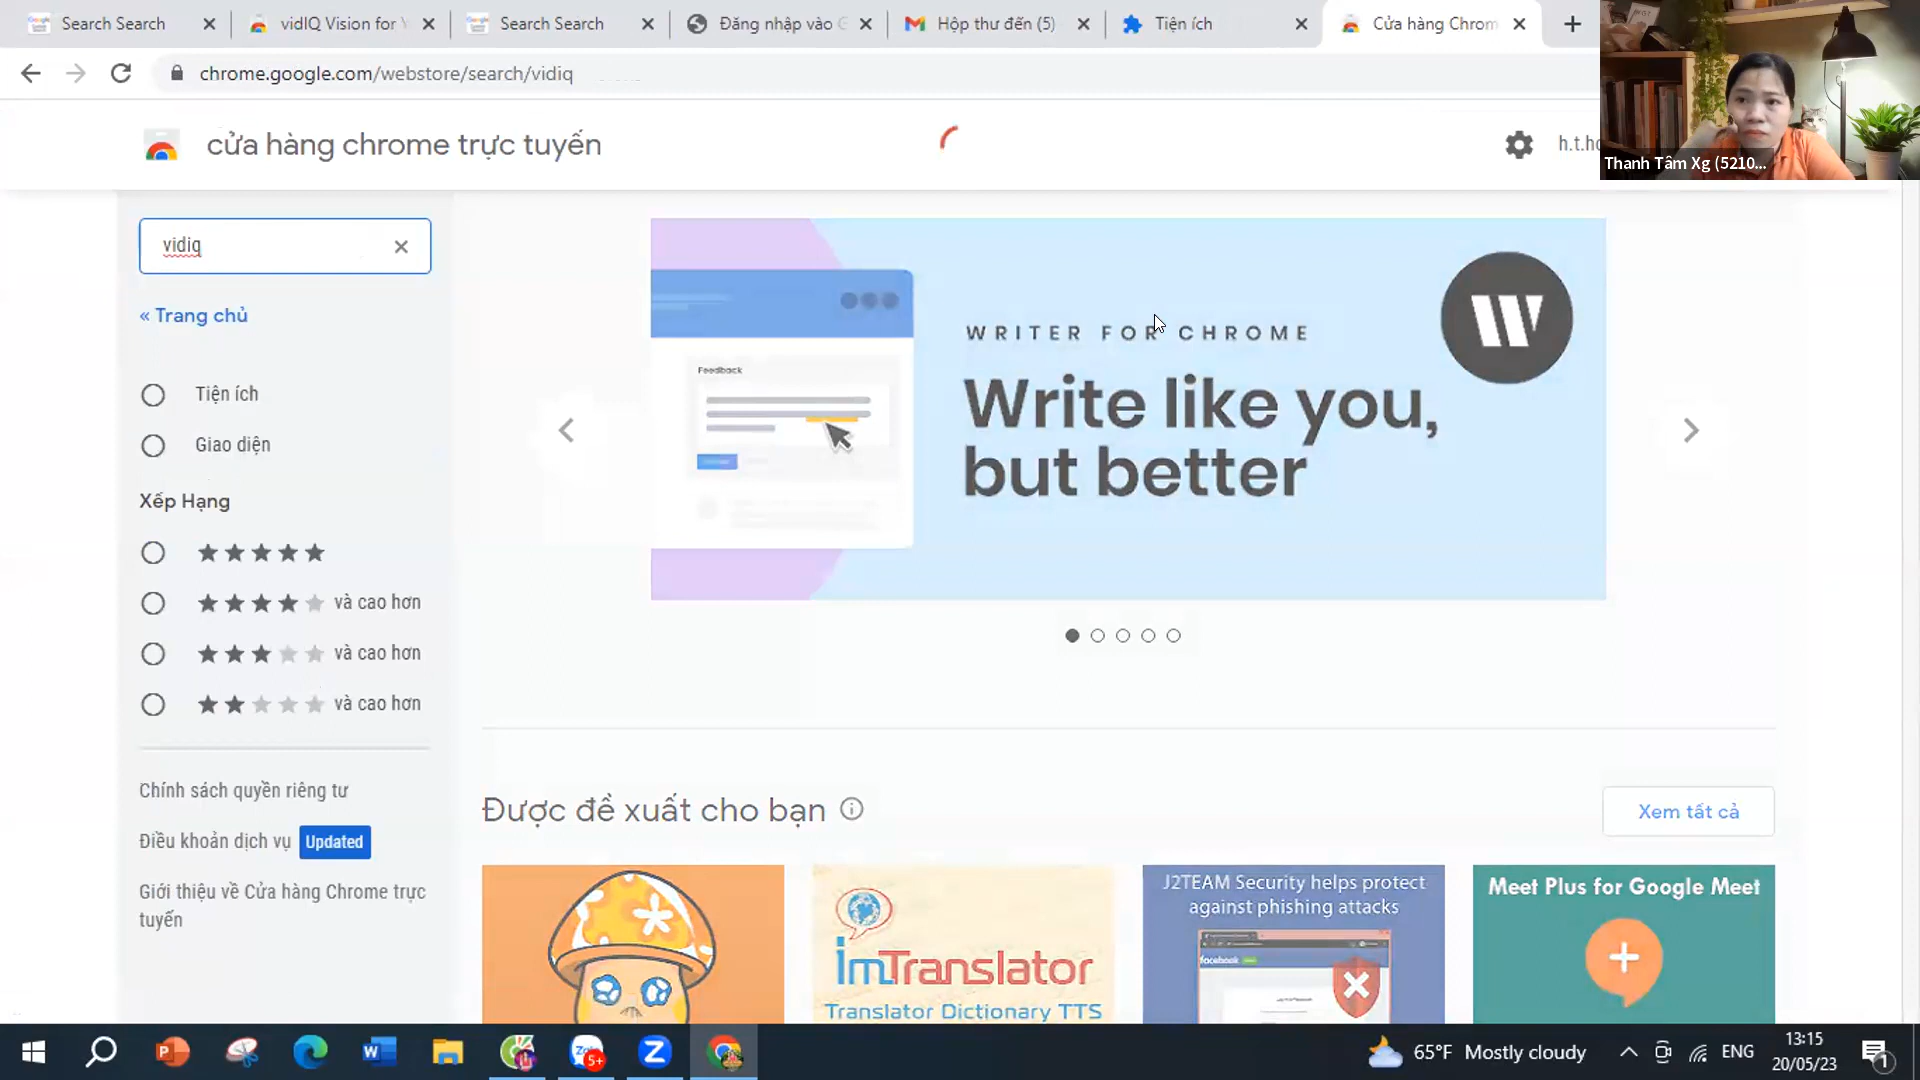 Search Search
vidIQ Vision for
Search Search
Đăng nhập vào
Hộp thư đến (5)
Tiện ích
Cửa hàng Chrom
chrome.google.com/webstore/search/vidiq
cửa hàng chrome trực tuyến
Thanh Tâm Xg (5210...
vidiq
« Trang chủ
Tiện ích
Giao diện
Xếp Hạng
và cao hơn
và cao hơn
và cao hơn
Chính sách quyền riêng tư
Điều khoản dịch vụ Updated
Giới thiệu về Cửa hàng Chrome trực
tuyến
Feedback
WRITER FOR CHROME
Write like you,
but better
Được đề xuất cho bạn
Xem tất cả
ImTranslator
Translator Dictionary TTS
J2TEAM Security helps protect
against phishing attacks
facebook
Meet Plus for Google Meet
65°F Mostly cloudy
ENG
13:15
20/05/23
1